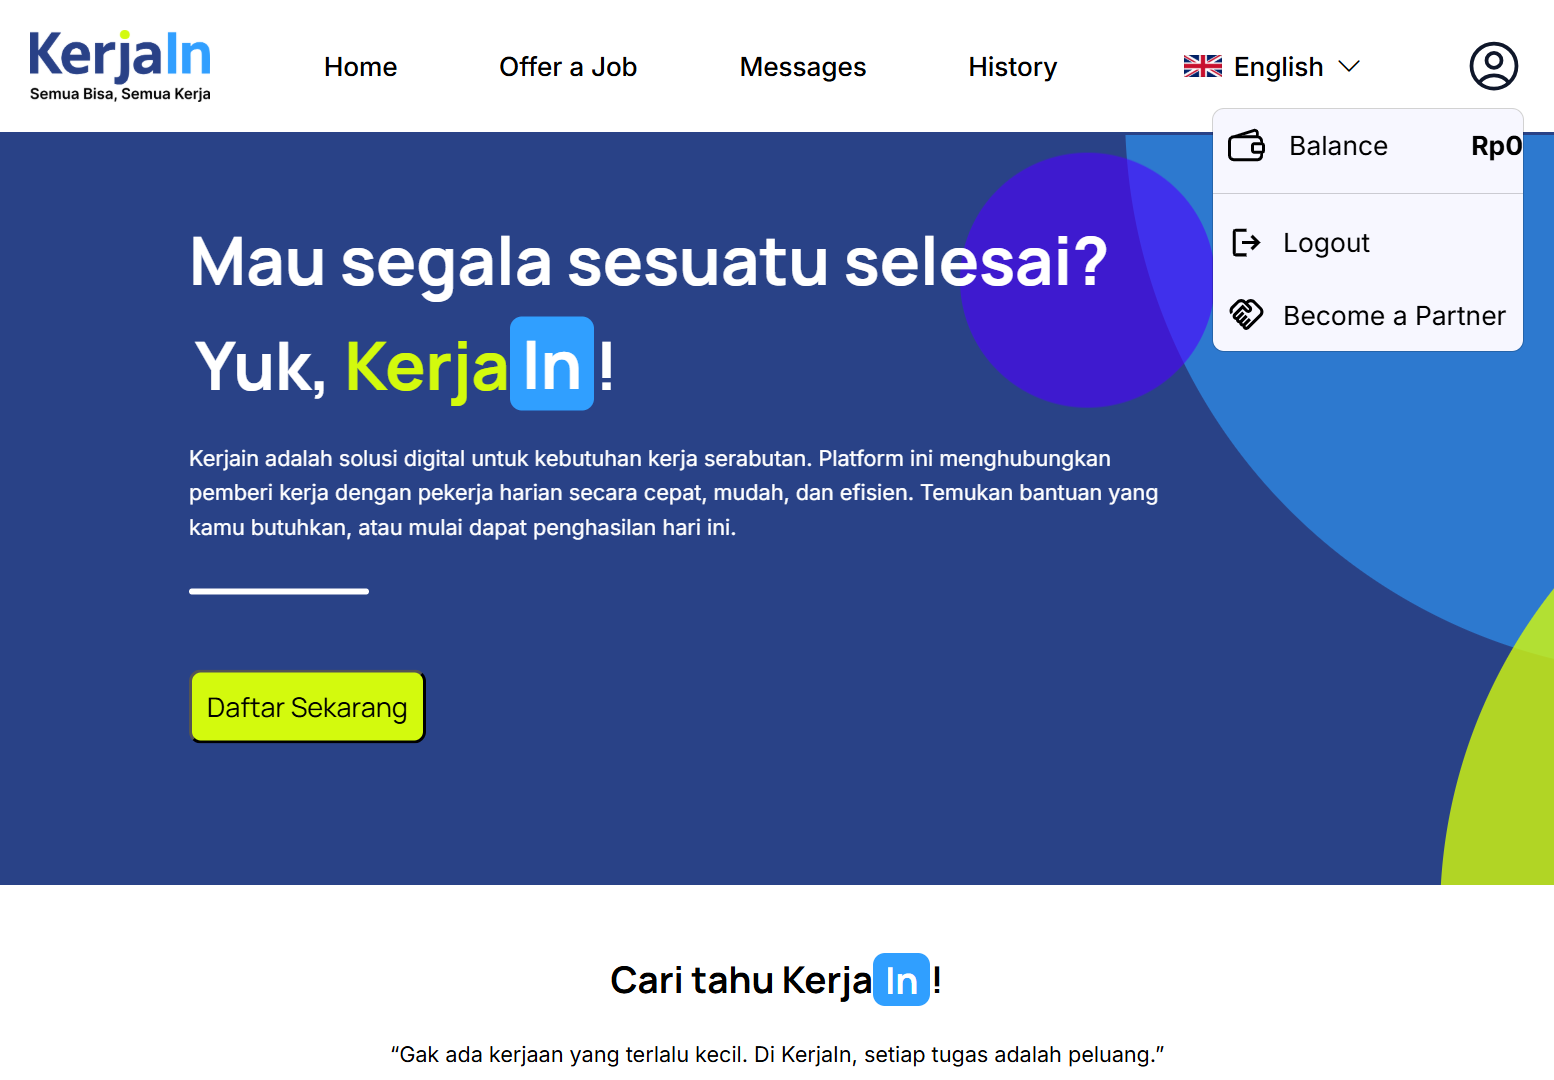 KerjaIn
Semua Bisa, Semua Kerja
Home
Offer a Job
Messages
History
English
Balance Rp0
Logout
Become a Partner
Mau segala sesuatu selesai?
Yuk, KerjaIn!
Kerjain adalah solusi digital untuk kebutuhan kerja serabutan. Platform ini menghubungkan
pemberi kerja dengan pekerja harian secara cepat, mudah, dan efisien. Temukan bantuan yang
kamu butuhkan, atau mulai dapat penghasilan hari ini.
Daftar Sekarang
Cari tahu KerjaIn!
“Gak ada kerjaan yang terlalu kecil. Di KerjaIn, setiap tugas adalah peluang.”